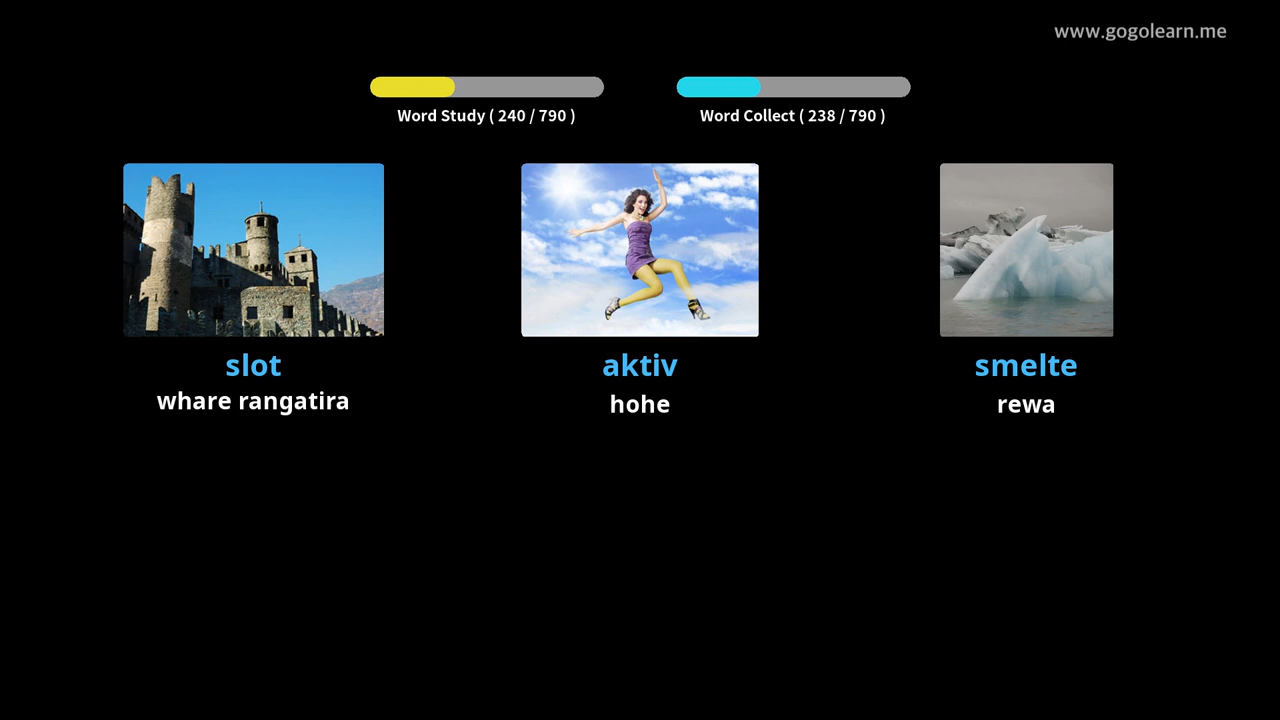 www.gogolearn.me
Word Study ( 240 / 790 )
Word Collect ( 238 / 790 )
slot
whare rangatira
aktiv
hohe
smelte
rewa